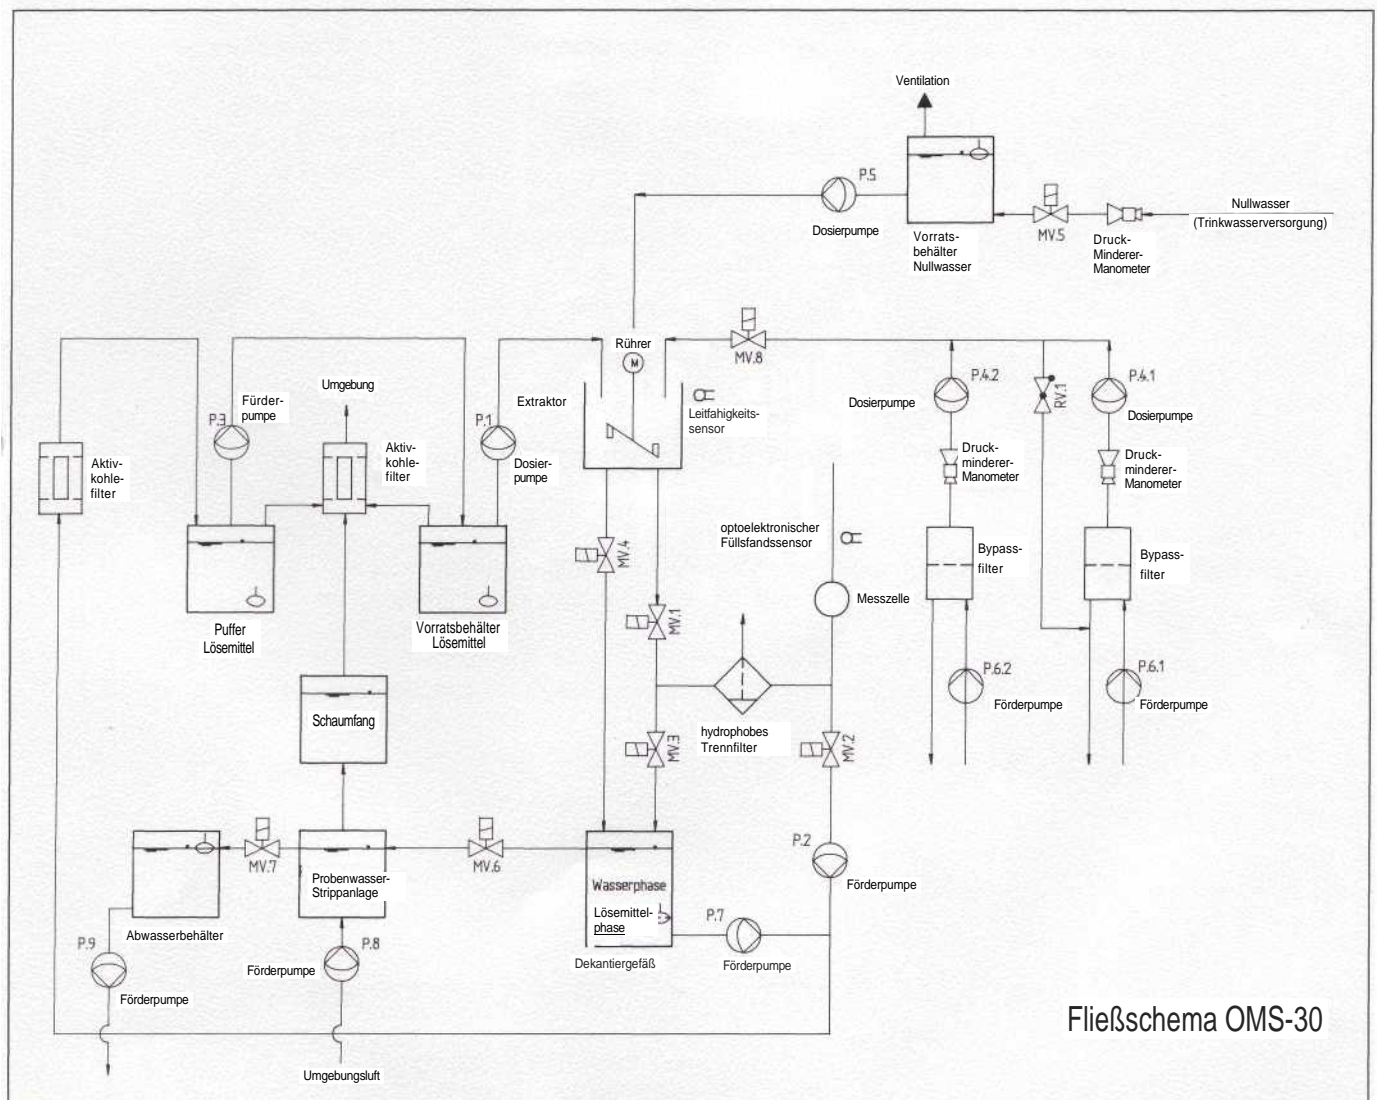 Ventilation
P.5
Dosierpumpe
Vorrats-
behälter
Nullwasser
MV.5
Druck-
Minderer-
Manometer
Nullwasser
(Trinkwasserversorgung)
Rührer
M
MV.8
Umgebung
P.3
Fürder-
pumpe
Extraktor
P.1
Dosier-
pumpe
Leitfahigkeits-
sensor
P.4.2
Dosierpumpe
RV.1
P.4.1
Dosierpumpe
Aktiv-
kohle-
filter
Aktiv-
kohle-
filter
Druck-
minderer-
Manometer
Druck-
minderer-
Manometer
optoelektronischer
Füllsfandssensor
MV.4
Bypass-
filter
Bypass-
filter
Messzelle
MV.1
Puffer
Lösemittel
Vorratsbehälter
Lösemittel
P.6.2
Förderpumpe
P.6.1
Förderpumpe
Schaumfang
hydrophobes
Trennfilter
MV.3
MV.2
MV.7
MV.6
P.2
Förderpumpe
Probenwasser-
Strippanlage
Wasserphase
Lösemittel-
phase
P.7
Förderpumpe
Dekantiergefäß
Abwasserbehälter
P.9
Förderpumpe
P.8
Förderpumpe
Umgebungsluft
Fließschema OMS-30